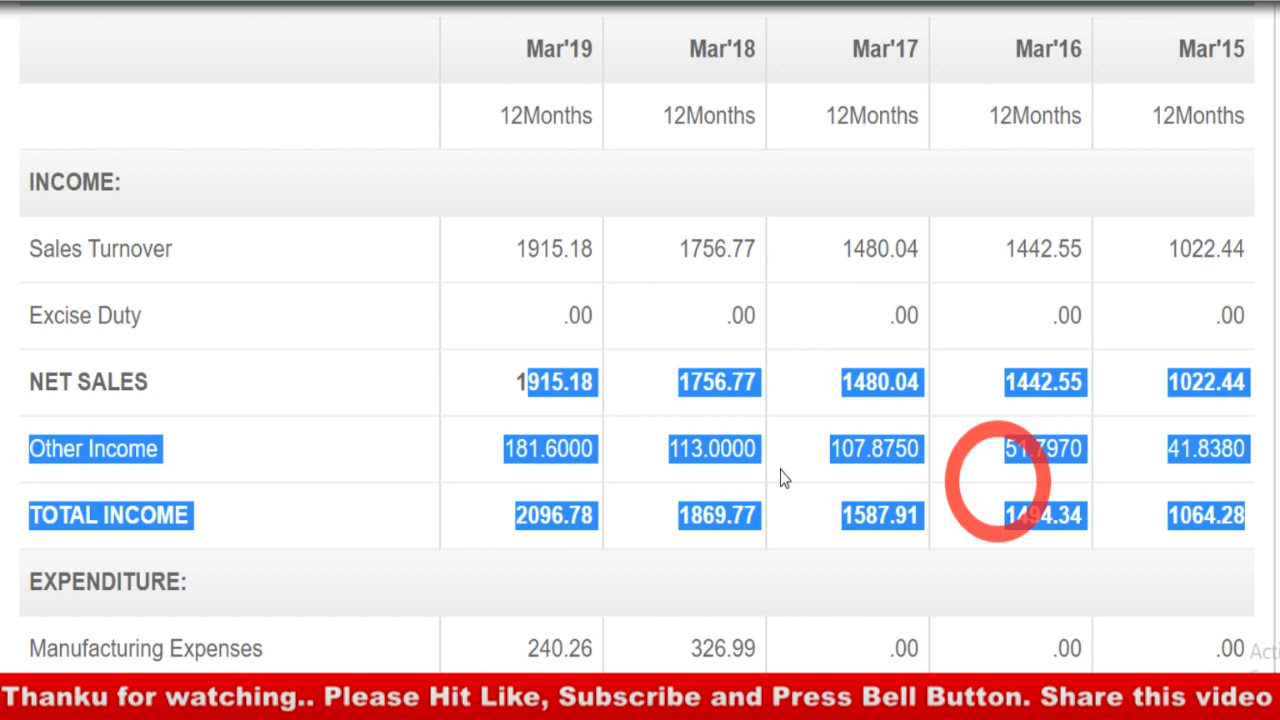 Mar'19 Mar'18 Mar'17 Mar'16 Mar'15
12Months 12Months 12Months 12Months 12Months
INCOME:
Sales Turnover 1915.18 1756.77 1480.04 1442.55 1022.44
Excise Duty .00 .00 .00 .00 .00
NET SALES 1915.18 1756.77 1480.04 1442.55 1022.44
Other Income 181.6000 113.0000 107.8750 51.7970 41.8380
TOTAL INCOME 2096.78 1869.77 1587.91 1494.34 1064.28
EXPENDITURE:
Manufacturing Expenses 240.26 326.99 .00 .00 .00
Thanku for watching.. Please Hit Like, Subscribe and Press Bell Button. Share this video